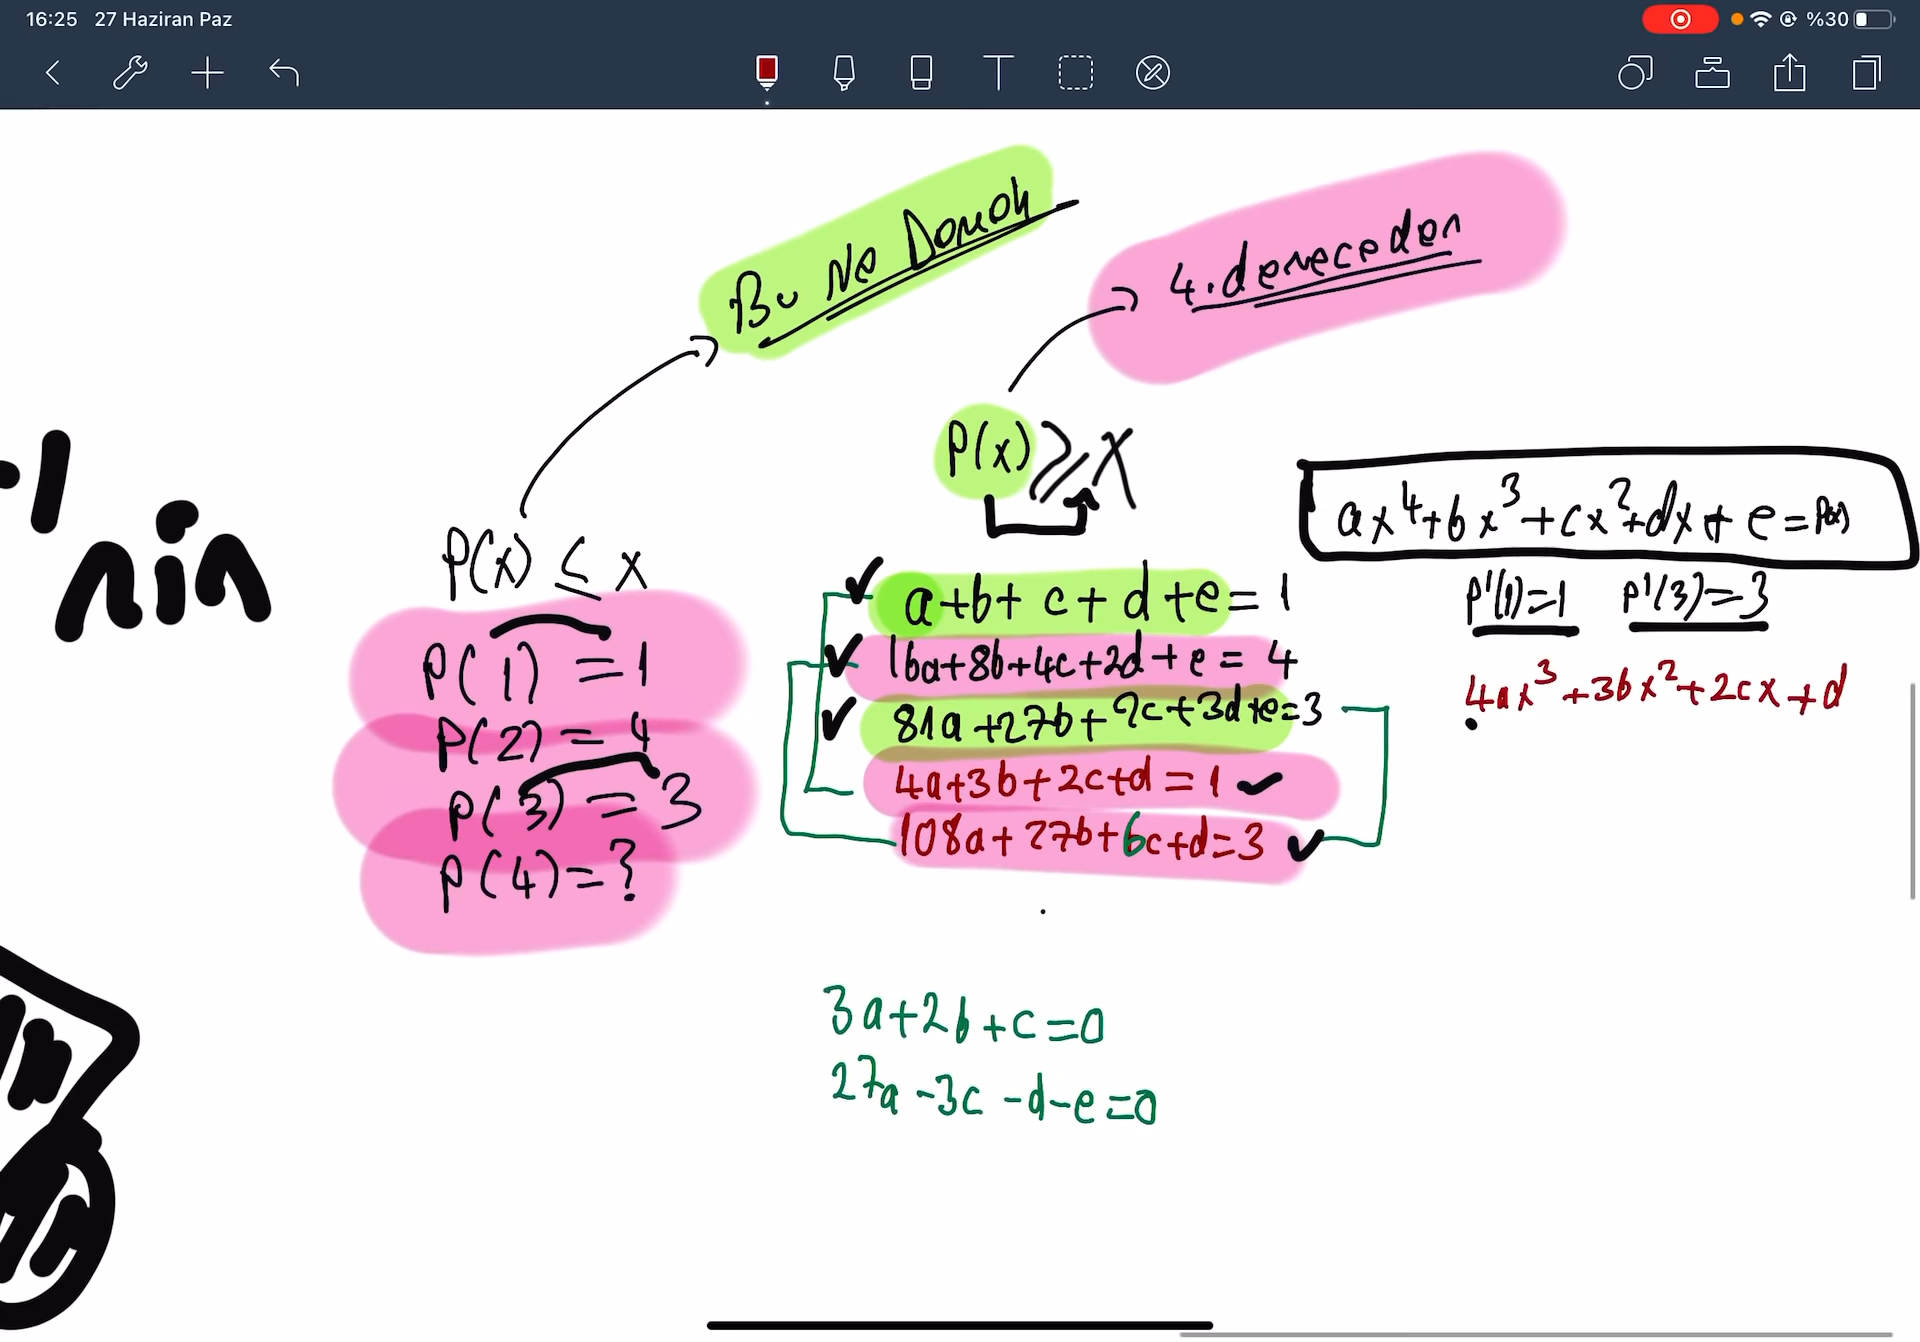 16:25 27 Haziran Paz
%30
Bu Ne Demek
4.dereceden
P(x) ⩾ x
nin
P(x) ≤ x
P(1) = 1
P(2) = 4
P(3) = 3
P(4) = ?
a+b+c+d+e=1
16a+8b+4c+2d+e=4
81a+27b+9c+3d+e=3
4a+3b+2c+d=1
108a+27b+6c+d=3
ax⁴+bx³+cx²+dx+e=P(x)
P'(1)=1 P'(3)=3
4ax³+3bx²+2cx+d
3a+2b+c=0
27a-3c-d-e=0